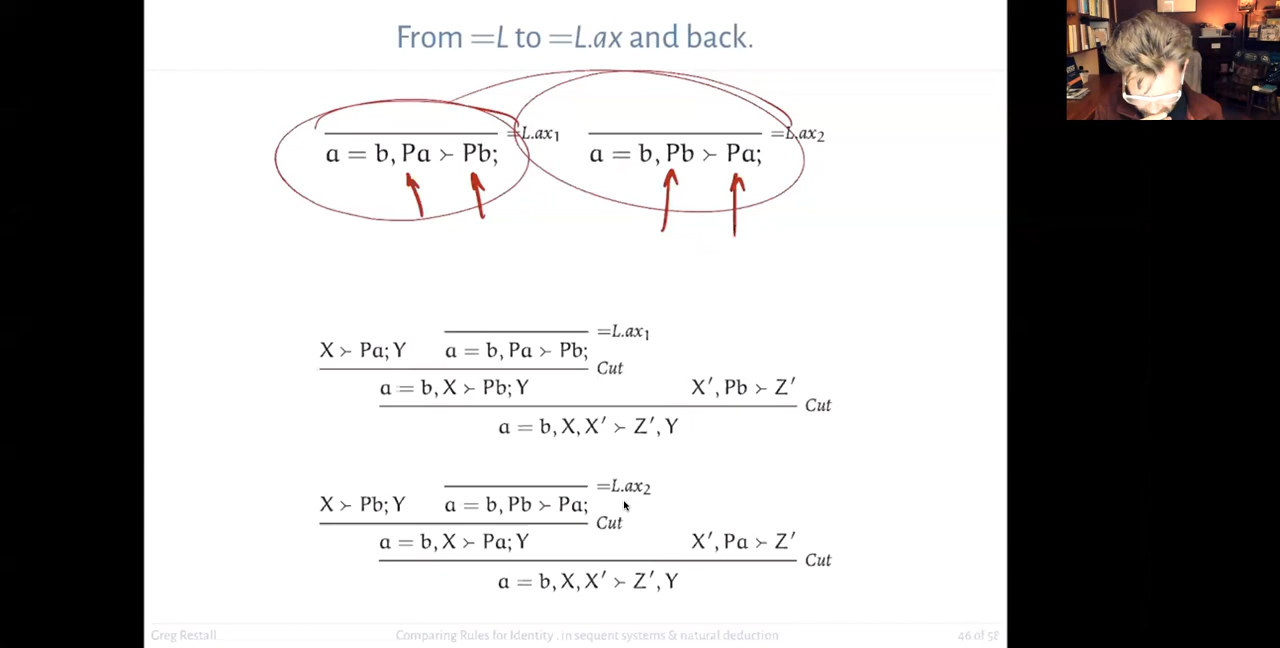 From =L to =L.ax and back.
=L.ax₁
a = b, Pa ≻ Pb;
=L.ax₂
a = b, Pb ≻ Pa;
=L.ax₁
X ≻ Pa; Y a = b, Pa ≻ Pb;
Cut
a = b, X ≻ Pb; Y X′, Pb ≻ Z′
Cut
a = b, X, X′ ≻ Z′, Y
=L.ax₂
X ≻ Pb; Y a = b, Pb ≻ Pa;
Cut
a = b, X ≻ Pa; Y X′, Pa ≻ Z′
Cut
a = b, X, X′ ≻ Z′, Y
Greg Restall Comparing Rules for Identity . in sequent systems & natural deduction 46 of 58